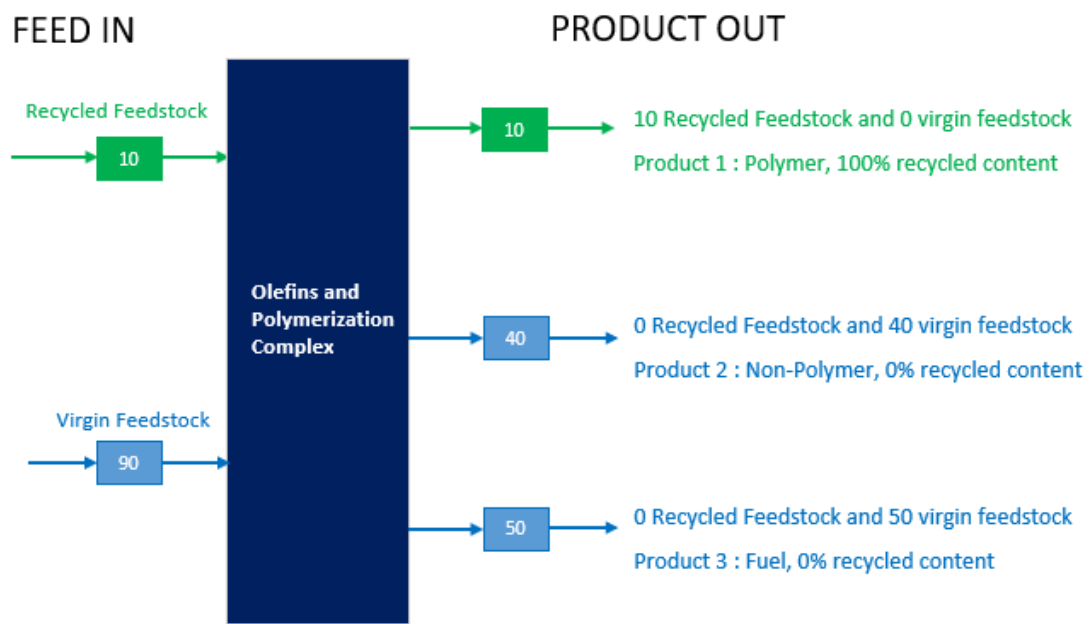 FEED IN
PRODUCT OUT
Recycled Feedstock
10
10
10 Recycled Feedstock and 0 virgin feedstock
Product 1 : Polymer, 100% recycled content
Olefins and
Polymerization
Complex
40
0 Recycled Feedstock and 40 virgin feedstock
Product 2 : Non-Polymer, 0% recycled content
Virgin Feedstock
90
50
0 Recycled Feedstock and 50 virgin feedstock
Product 3 : Fuel, 0% recycled content